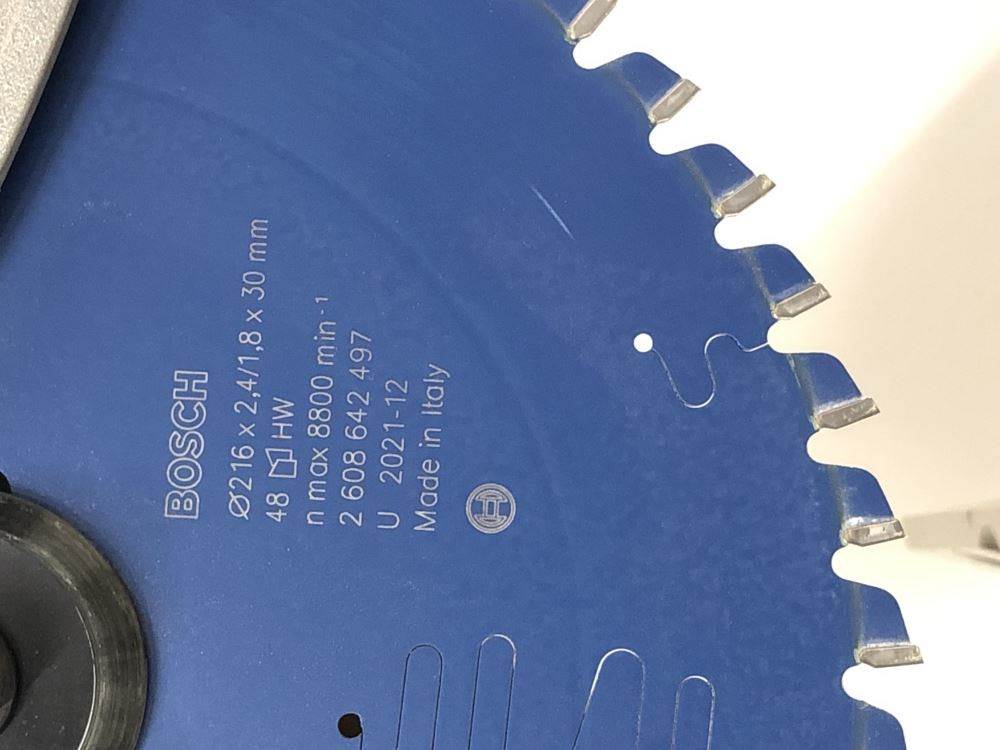 BOSCH
Ø216 x 2,4/1,8 x 30 mm
48 HW
n max 8800 min-1
2 608 642 497
U 2021-12
Made in Italy